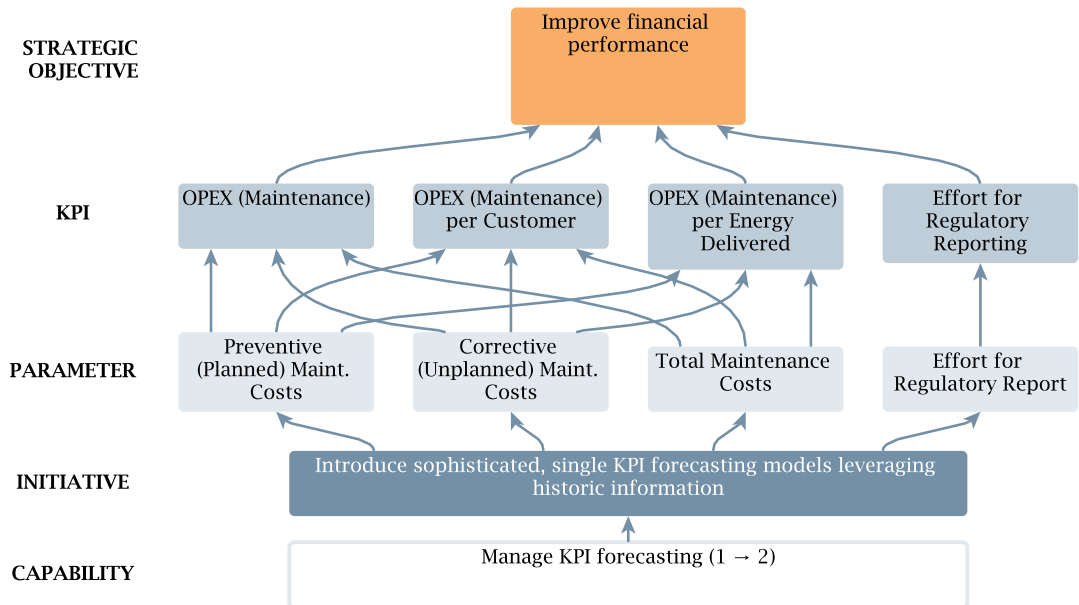 STRATEGIC
OBJECTIVE
Improve financial
performance
KPI
OPEX (Maintenance)
OPEX (Maintenance)
per Customer
OPEX (Maintenance)
per Energy
Delivered
Effort for
Regulatory
Reporting
PARAMETER
Preventive
(Planned) Maint.
Costs
Corrective
(Unplanned) Maint.
Costs
Total Maintenance
Costs
Effort for
Regulatory Report
INITIATIVE
Introduce sophisticated, single KPI forecasting models leveraging
historic information
CAPABILITY
Manage KPI forecasting (1 → 2)